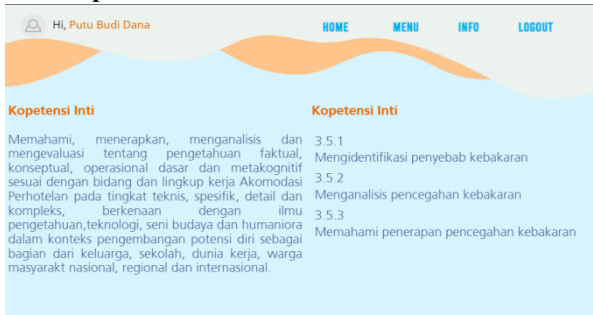 Hi, Putu Budi Dana
HOME MENU INFO LOGOUT
Kopetensi Inti
Memahami, menerapkan, menganalisis dan
mengevaluasi tentang pengetahuan faktual,
konseptual, operasional dasar dan metakognitif
sesuai dengan bidang dan lingkup kerja Akomodasi
Perhotelan pada tingkat teknis, spesifik, detail dan
kompleks, berkenaan dengan ilmu
pengetahuan,teknologi, seni budaya dan humaniora
dalam konteks pengembangan potensi diri sebagai
bagian dari keluarga, sekolah, dunia kerja, warga
masyarakt nasional, regional dan internasional.
Kopetensi Inti
3.5.1
Mengidentifikasi penyebab kebakaran
3.5.2
Menganalisis pencegahan kebakaran
3.5.3
Memahami penerapan pencegahan kebakaran